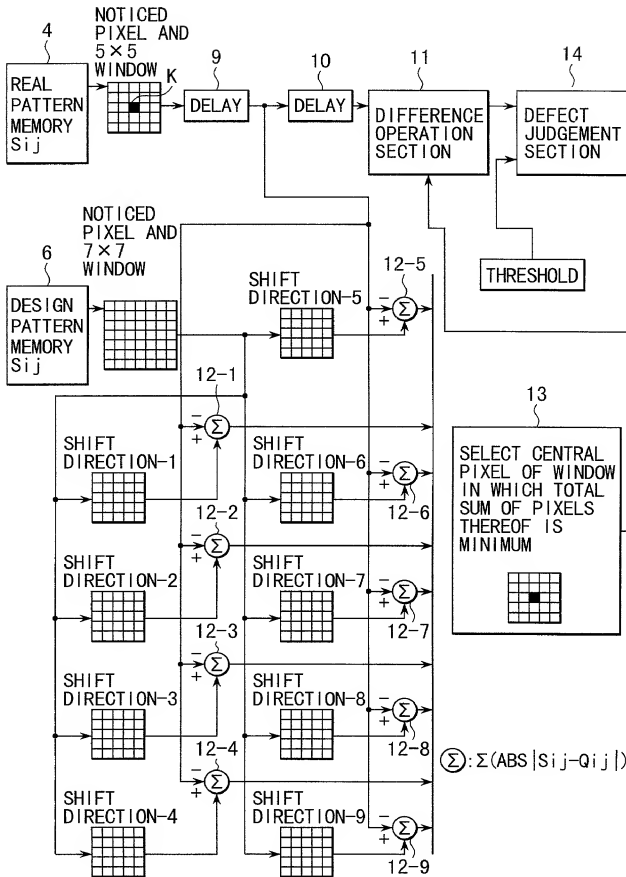 4
REAL
PATTERN
MEMORY
Sij
NOTICED
PIXEL AND
5×5
WINDOW
K
9
DELAY
10
DELAY
11
DIFFERENCE
OPERATION
SECTION
14
DEFECT
JUDGEMENT
SECTION
THRESHOLD
6
DESIGN
PATTERN
MEMORY
Sij
NOTICED
PIXEL AND
7×7
WINDOW
SHIFT
DIRECTION-5
12-5
−
+
Σ
12-1
−
+
Σ
SHIFT
DIRECTION-1
SHIFT
DIRECTION-6
−
+
Σ
12-6
12-2
−
+
Σ
SHIFT
DIRECTION-2
SHIFT
DIRECTION-7
−
+
Σ
12-7
12-3
−
+
Σ
SHIFT
DIRECTION-3
SHIFT
DIRECTION-8
−
+
Σ
12-8
12-4
−
+
Σ
SHIFT
DIRECTION-4
SHIFT
DIRECTION-9
−
+
Σ
12-9
13
SELECT CENTRAL
PIXEL OF WINDOW
IN WHICH TOTAL
SUM OF PIXELS
THEREOF IS
MINIMUM
Σ:Σ(ABS|Sij-Qij|)